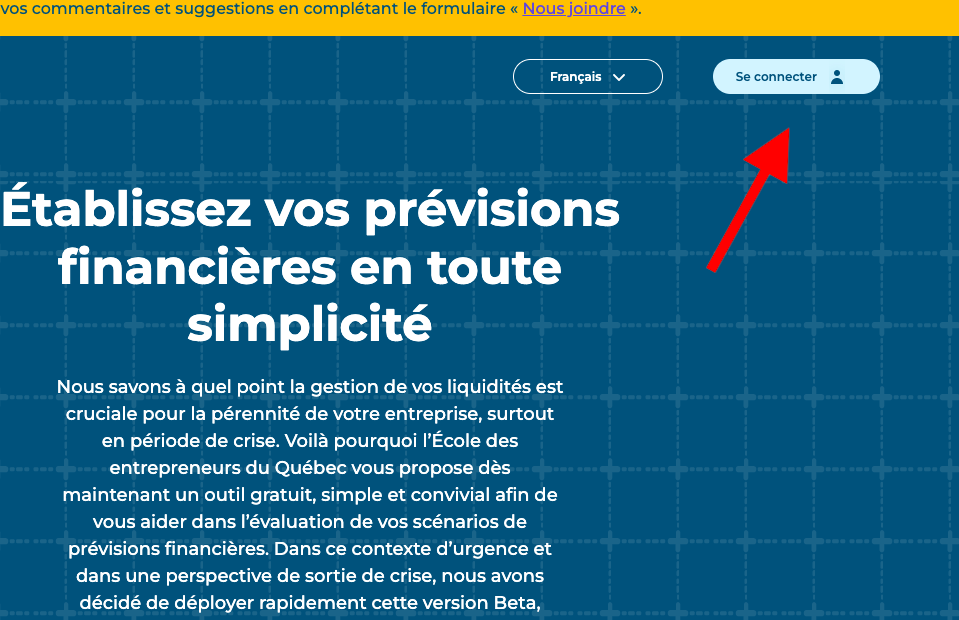 vos commentaires et suggestions en complétant le formulaire « Nous joindre ».
Français
Se connecter
Établissez vos prévisions
financières en toute
simplicité
Nous savons à quel point la gestion de vos liquidités est
cruciale pour la pérennité de votre entreprise, surtout
en période de crise. Voilà pourquoi l’École des
entrepreneurs du Québec vous propose dès
maintenant un outil gratuit, simple et convivial afin de
vous aider dans l’évaluation de vos scénarios de
prévisions financières. Dans ce contexte d’urgence et
dans une perspective de sortie de crise, nous avons
décidé de déployer rapidement cette version Beta,